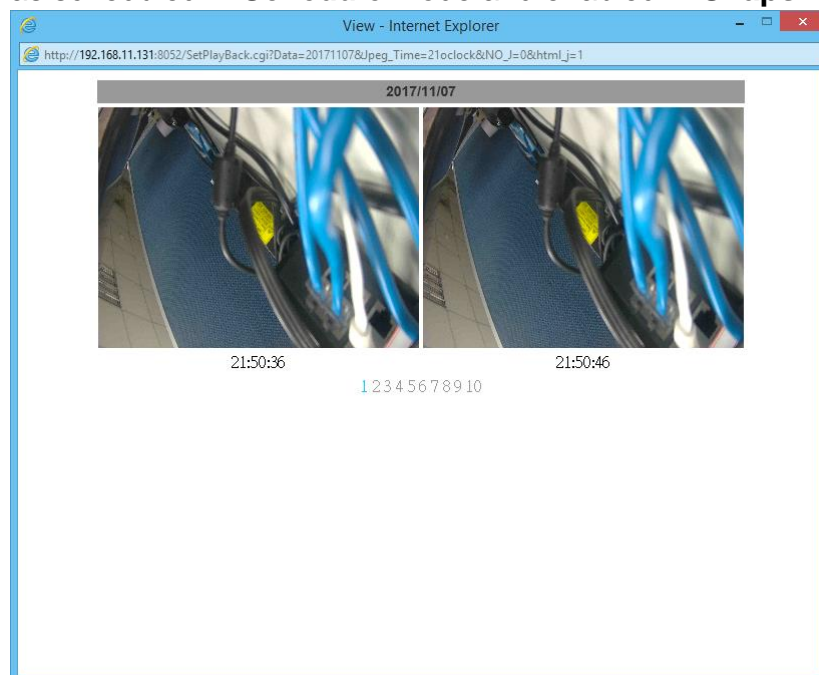 View - Internet Explorer
http://192.168.11.131:8052/SetPlayBack.cgi?Data=20171107&Jpeg_Time=21oclock&NO_J=0&html_j=1
2017/11/07
21:50:36 21:50:46
1 2 3 4 5 6 7 8 9 10